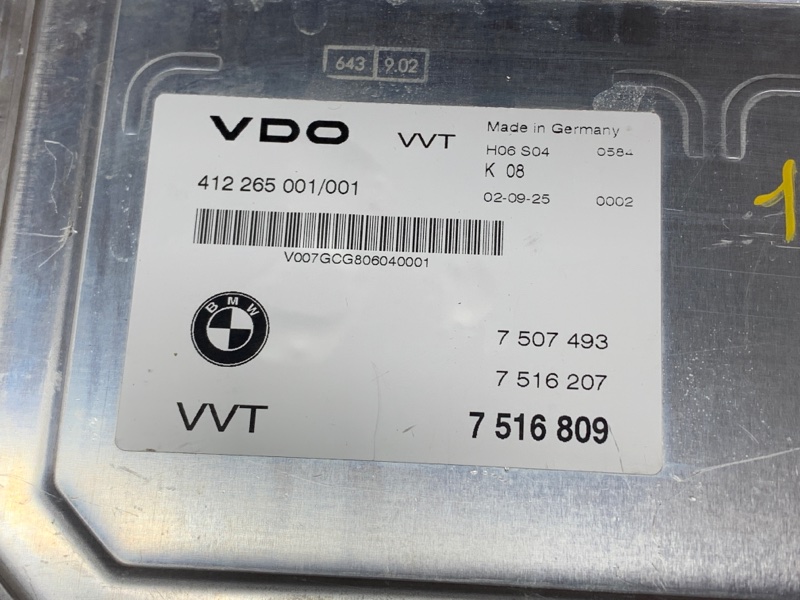 643 9.02
VDO VVT Made in Germany
H06 S04 0584
K 08
412 265 001/001 02-09-25 0002
V007GCG806040001
BMW
7 507 493
7 516 207
VVT 7 516 809
1